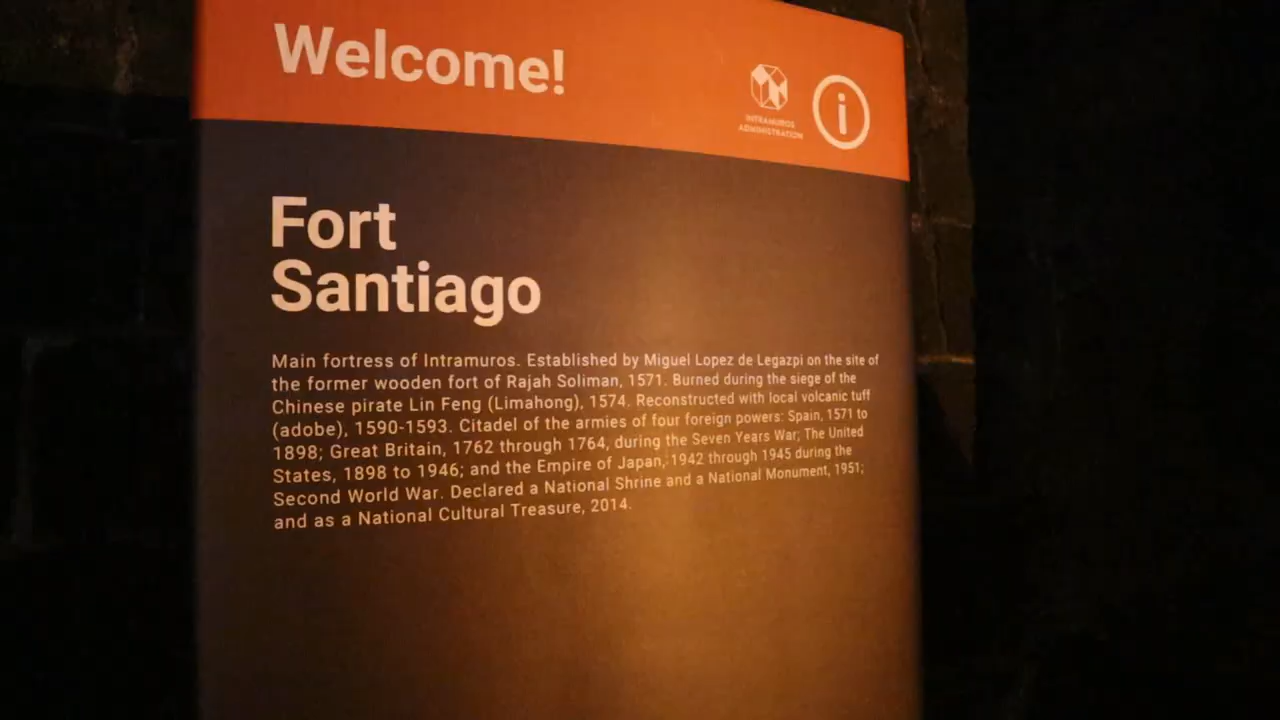 Welcome!
INTRAMUROS
ADMINISTRATION
i
Fort
Santiago
Main fortress of Intramuros. Established by Miguel Lopez de Legazpi on the site of
the former wooden fort of Rajah Soliman, 1571. Burned during the siege of the
Chinese pirate Lin Feng (Limahong), 1574. Reconstructed with local volcanic tuff
(adobe), 1590-1593. Citadel of the armies of four foreign powers: Spain, 1571 to
1898; Great Britain, 1762 through 1764, during the Seven Years War; The United
States, 1898 to 1946; and the Empire of Japan, 1942 through 1945 during the
Second World War. Declared a National Shrine and a National Monument, 1951;
and as a National Cultural Treasure, 2014.